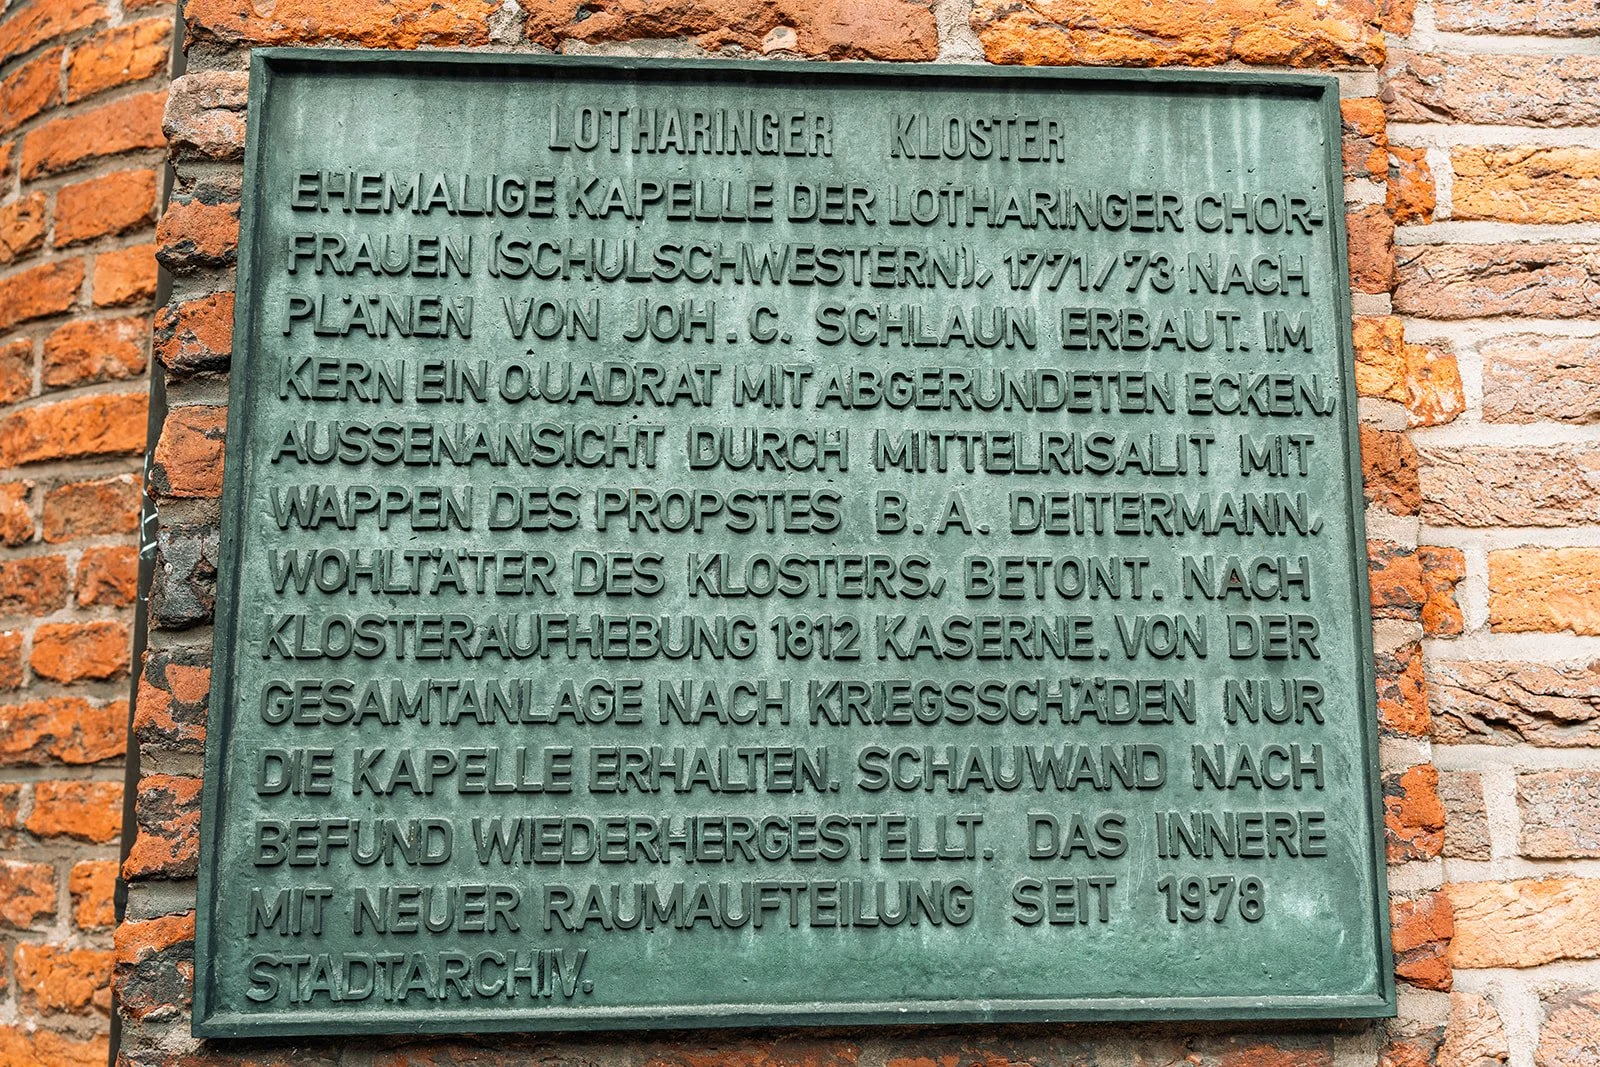 LOTHARINGER KLOSTER
EHEMALIGE KAPELLE DER LOTHARINGER CHOR-
FRAUEN (SCHULSCHWESTERN), 1771/73 NACH
PLÄNEN VON JOH. C. SCHLAUN ERBAUT. IM
KERN EIN QUADRAT MIT ABGERUNDETEN ECKEN,
AUSSENANSICHT DURCH MITTELRISALIT MIT
WAPPEN DES PROPSTES B. A. DEITERMANN,
WOHLTÄTER DES KLOSTERS, BETONT. NACH
KLOSTERAUFHEBUNG 1812 KASERNE. VON DER
GESAMTANLAGE NACH KRIEGSSCHÄDEN NUR
DIE KAPELLE ERHALTEN. SCHAUWAND NACH
BEFUND WIEDERHERGESTELLT. DAS INNERE
MIT NEUER RAUMAUFTEILUNG SEIT 1978
STADTARCHIV.